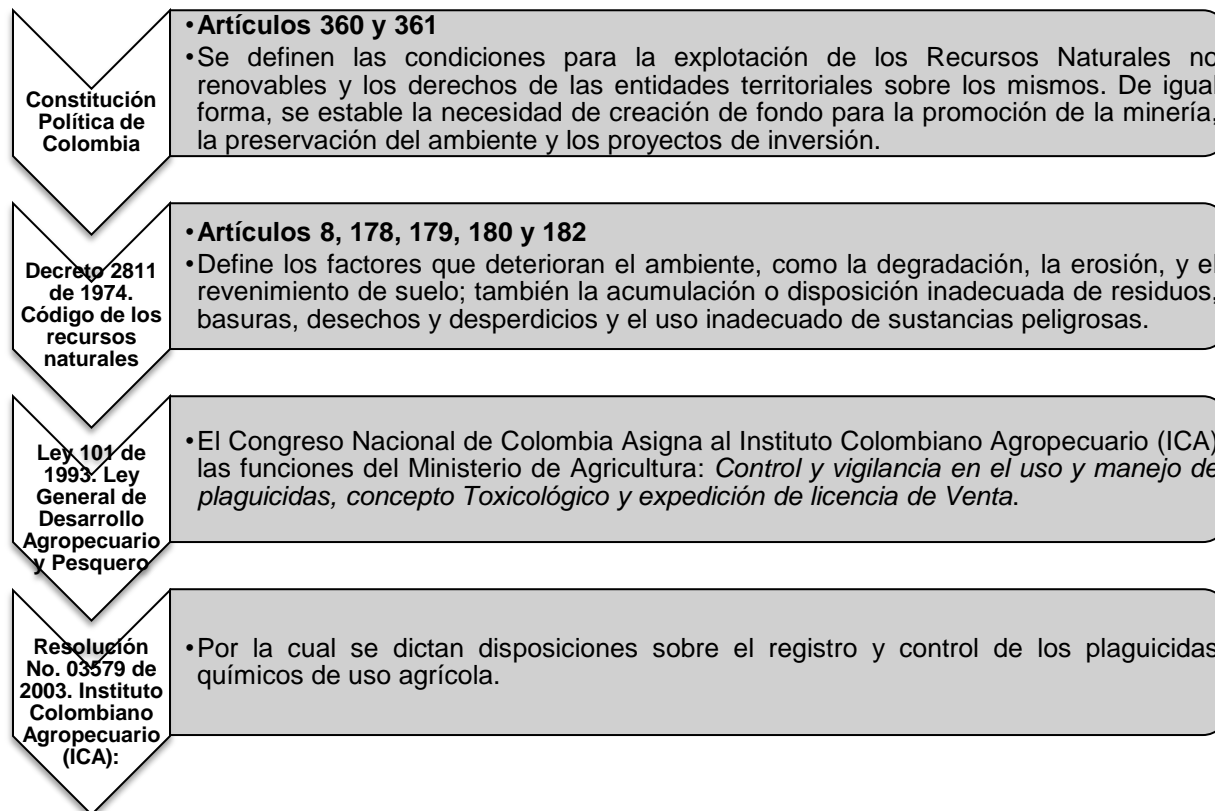 Constitución
Política de
Colombia
•Artículos 360 y 361
•Se definen las condiciones para la explotación de los Recursos Naturales no
renovables y los derechos de las entidades territoriales sobre los mismos. De igual
forma, se estable la necesidad de creación de fondo para la promoción de la minería,
la preservación del ambiente y los proyectos de inversión.
Decreto 2811
de 1974.
Código de los
recursos
naturales
•Artículos 8, 178, 179, 180 y 182
•Define los factores que deterioran el ambiente, como la degradación, la erosión, y el
revenimiento de suelo; también la acumulación o disposición inadecuada de residuos,
basuras, desechos y desperdicios y el uso inadecuado de sustancias peligrosas.
Ley 101 de
1993. Ley
General de
Desarrollo
Agropecuario
y Pesquero
•El Congreso Nacional de Colombia Asigna al Instituto Colombiano Agropecuario (ICA)
las funciones del Ministerio de Agricultura: Control y vigilancia en el uso y manejo de
plaguicidas, concepto Toxicológico y expedición de licencia de Venta.
Resolución
No. 03579 de
2003. Instituto
Colombiano
Agropecuario
(ICA):
•Por la cual se dictan disposiciones sobre el registro y control de los plaguicidas
químicos de uso agrícola.